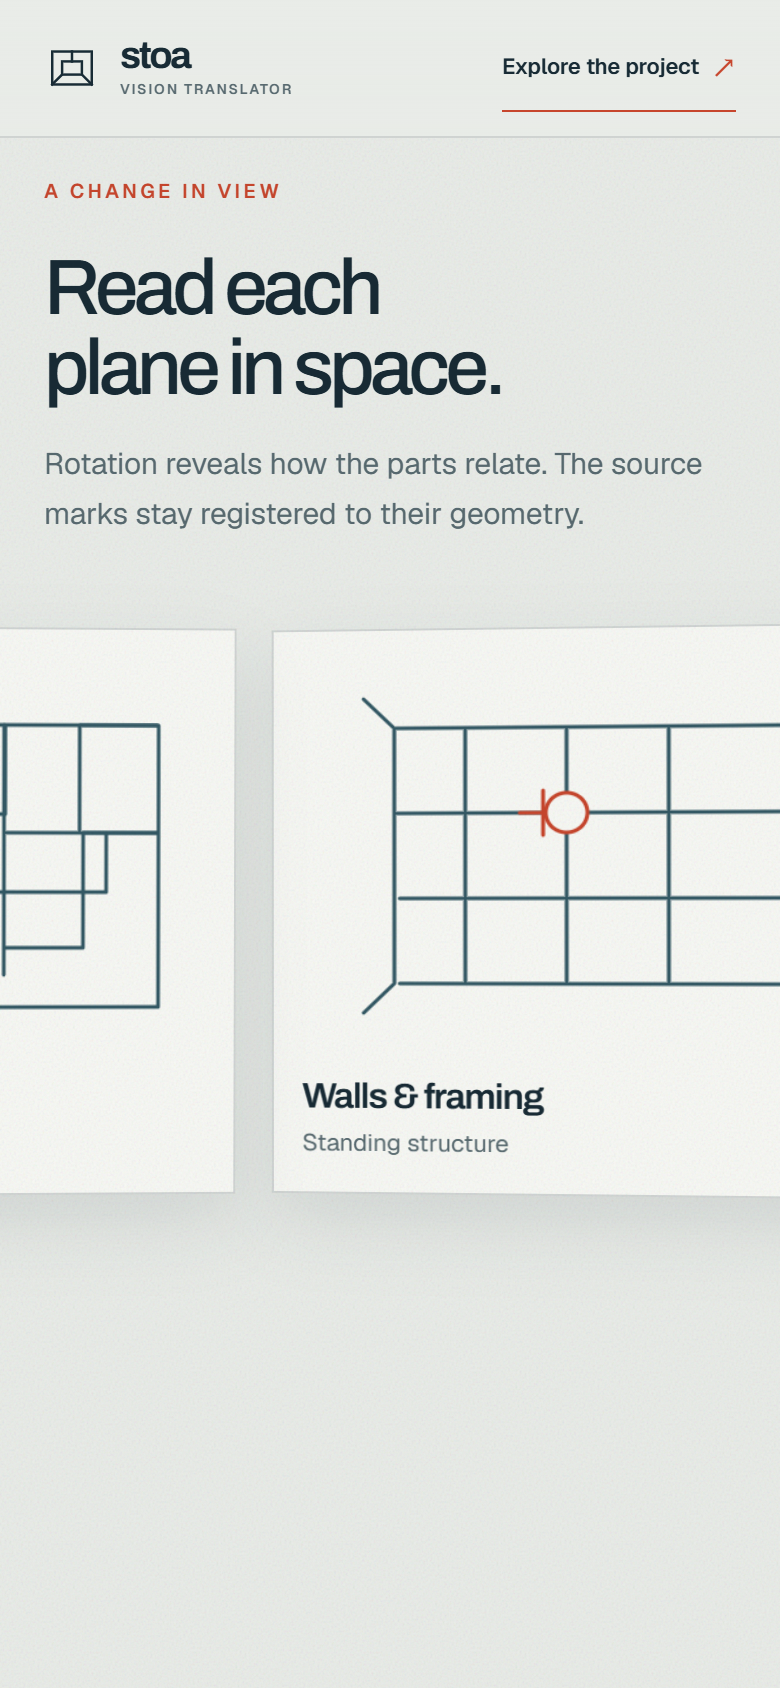 stoa
VISION TRANSLATOR
Explore the project ↗
A CHANGE IN VIEW
Read each
plane in space.
Rotation reveals how the parts relate. The source
marks stay registered to their geometry.
Walls & framing
Standing structure